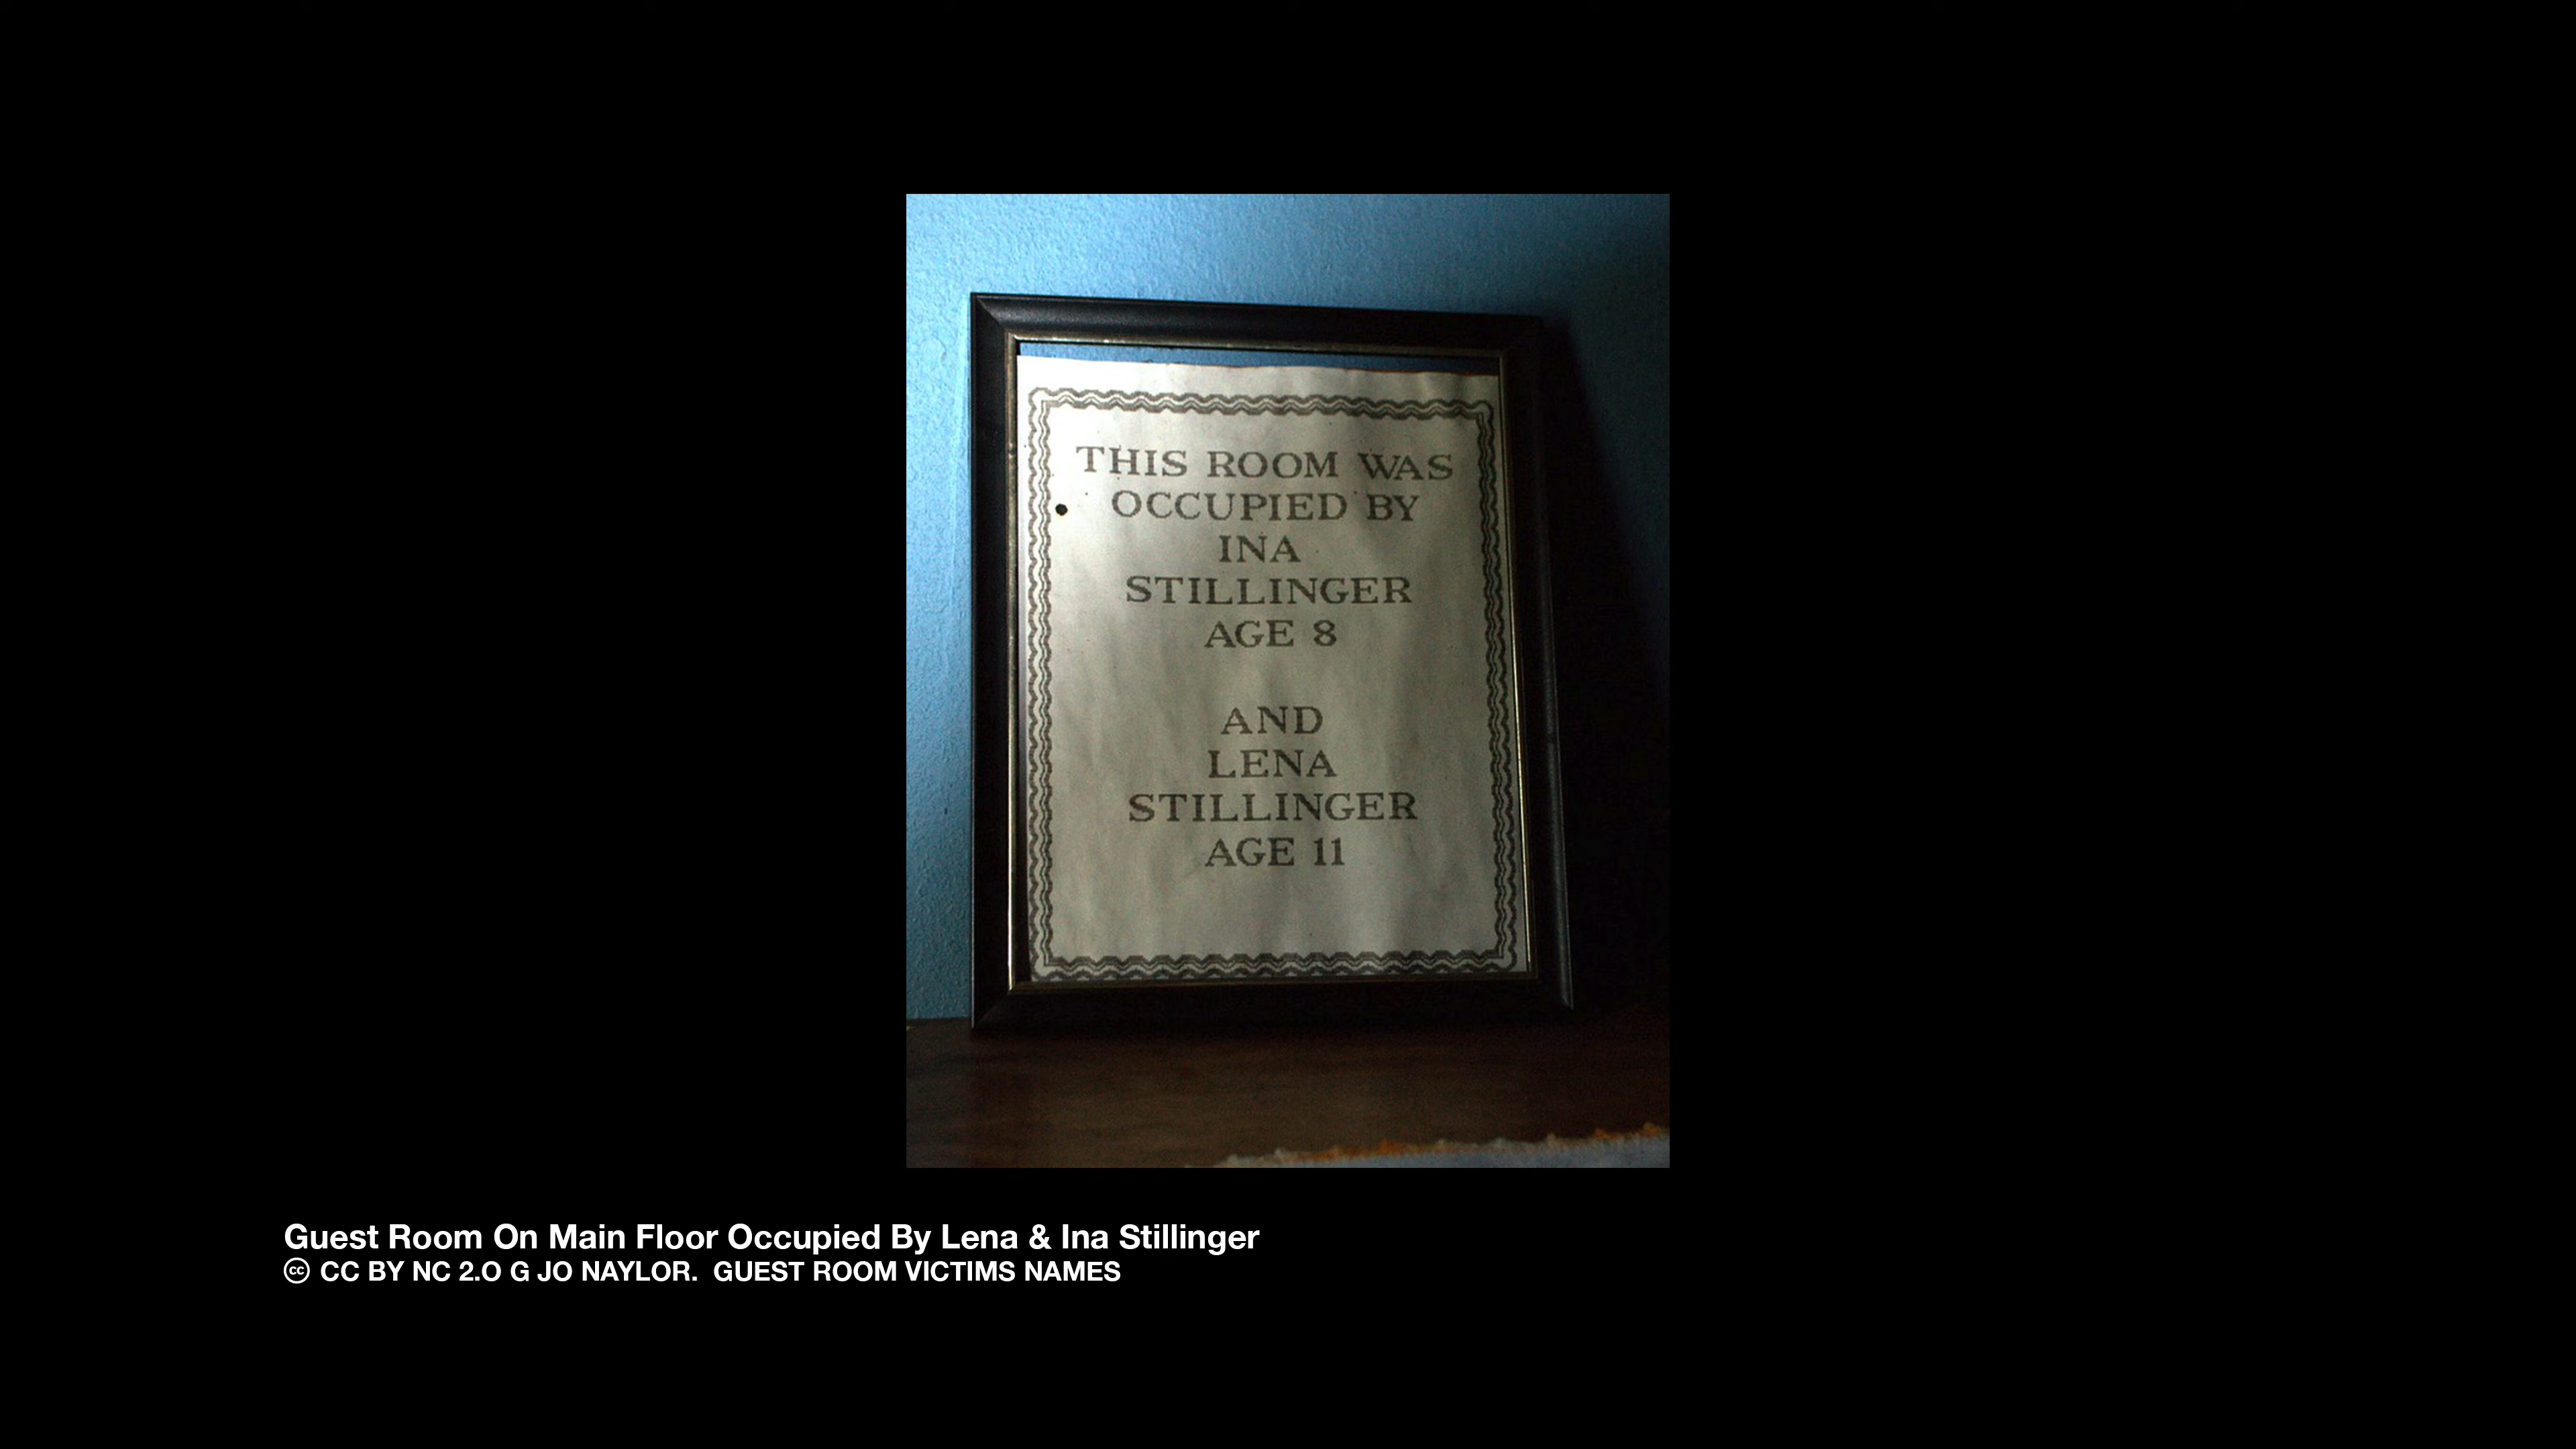 THIS ROOM WAS
OCCUPIED BY
INA
STILLINGER
AGE 8
AND
LENA
STILLINGER
AGE 11
Guest Room On Main Floor Occupied By Lena & Ina Stillinger
cc CC BY NC 2.O G JO NAYLOR. GUEST ROOM VICTIMS NAMES